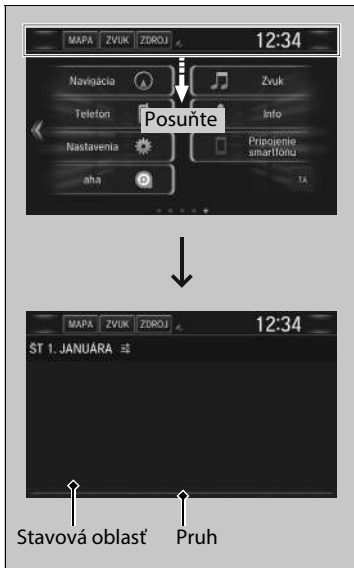 MAPA ZVUK ZDROJ 12:34
Navigácia Zvuk
Telefon Info
Posuňte
Nastavenia Pripojenie
smartfónu
aha TA
MAPA ZVUK ZDROJ 12:34
ŠT 1. JANUÁRA
Stavová oblasť Pruh